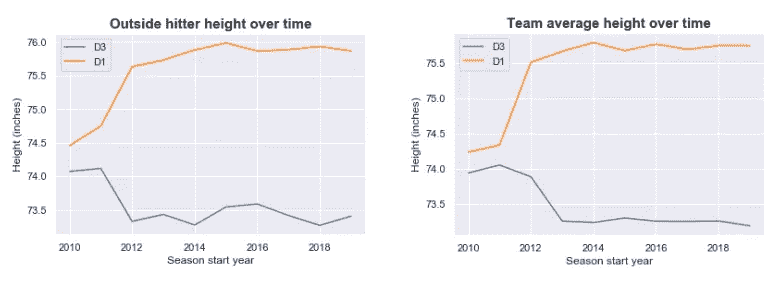 Outside hitter height over time
76.0
75.5
75.0
74.5
74.0
73.5
D3
D1
Height (inches)
2010 2012 2014 2016 2018
Season start year
Team average height over time
75.5
75.0
74.5
74.0
73.5
D3
D1
Height (inches)
2010 2012 2014 2016 2018
Season start year